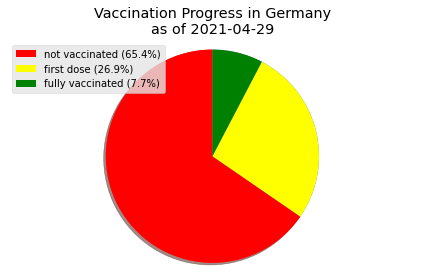 Vaccination Progress in Germany
as of 2021-04-29
not vaccinated (65.4%)
first dose (26.9%)
fully vaccinated (7.7%)